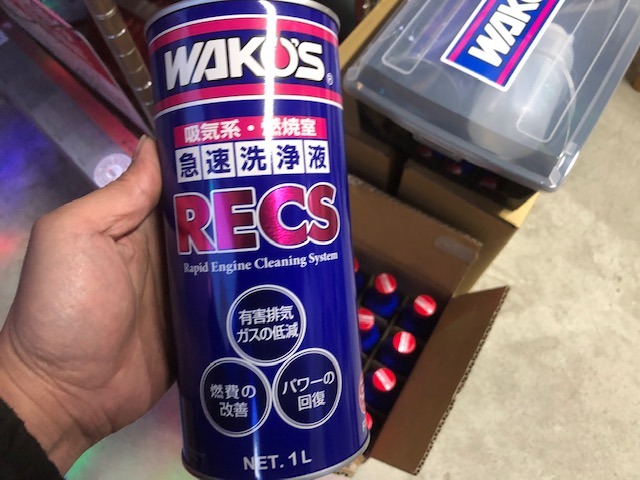 WAKO'S®
吸気系・燃焼室
急速洗浄液
RECS
Rapid Engine Cleaning System
有害排気
ガスの低減
燃費の
改善
パワーの
回復
NET. 1L
WAKO'S